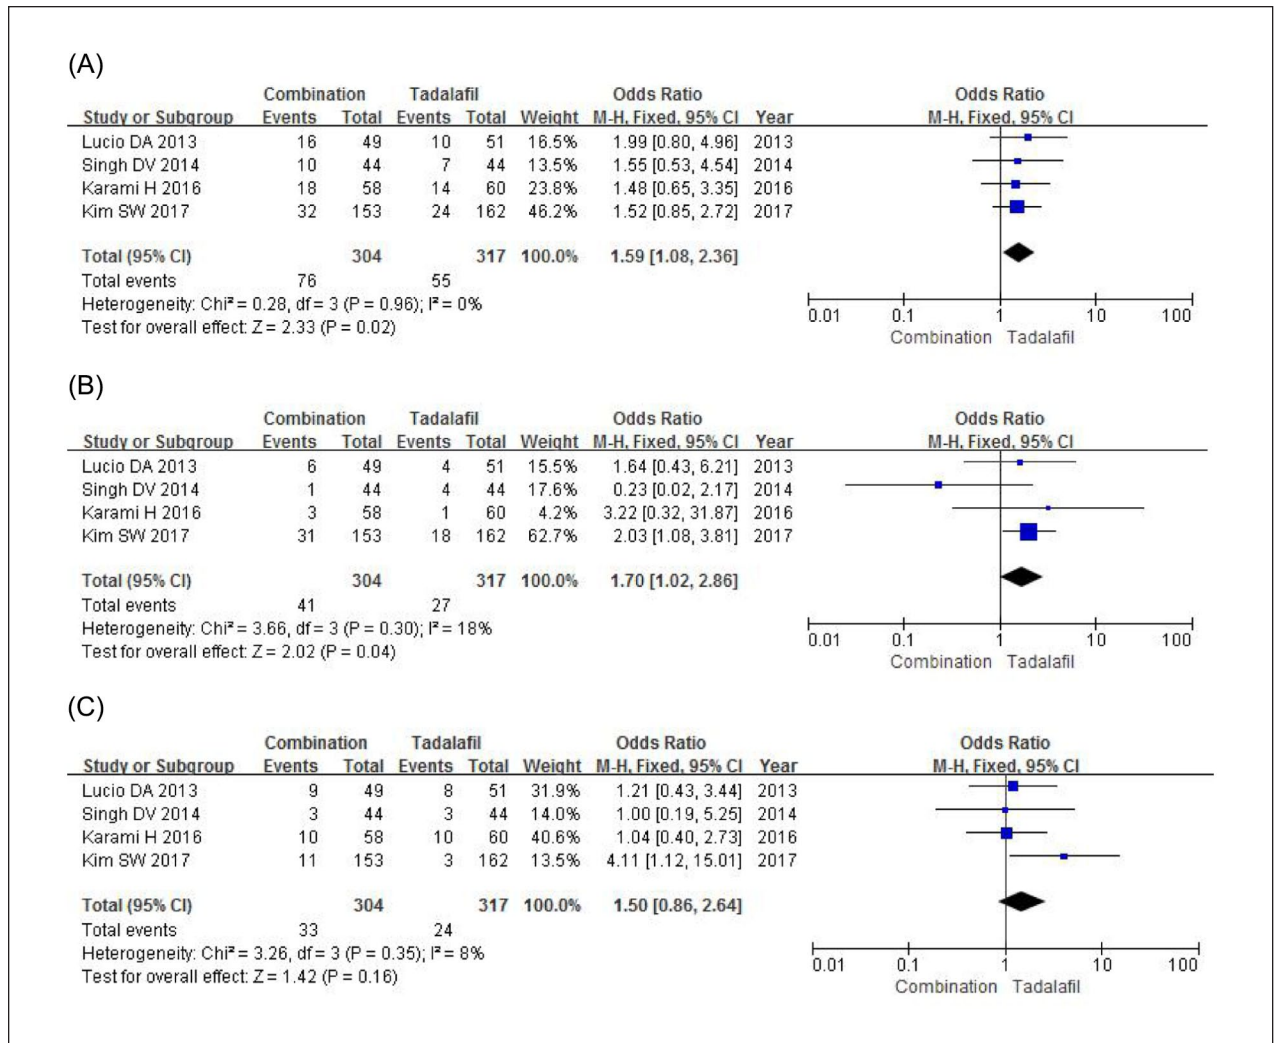 (A)
Combination Tadalafil Odds Ratio Odds Ratio
Study or Subgroup Events Total Events Total Weight M-H, Fixed, 95% CI Year M-H, Fixed, 95% CI
Lucio DA 2013 16 49 10 51 16.5% 1.99 [0.80, 4.96] 2013
Singh DV 2014 10 44 7 44 13.5% 1.55 [0.53, 4.54] 2014
Karami H 2016 18 58 14 60 23.8% 1.48 [0.65, 3.35] 2016
Kim SW 2017 32 153 24 162 46.2% 1.52 [0.85, 2.72] 2017
Total (95% CI) 304 317 100.0% 1.59 [1.08, 2.36]
Total events 76 55
Heterogeneity: Chi² = 0.28, df = 3 (P = 0.96); I² = 0%
Test for overall effect: Z = 2.33 (P = 0.02)
0.01 0.1 1 10 100
Combination Tadalafil
(B)
Combination Tadalafil Odds Ratio Odds Ratio
Study or Subgroup Events Total Events Total Weight M-H, Fixed, 95% CI Year M-H, Fixed, 95% CI
Lucio DA 2013 6 49 4 51 15.5% 1.64 [0.43, 6.21] 2013
Singh DV 2014 1 44 4 44 17.6% 0.23 [0.02, 2.17] 2014
Karami H 2016 3 58 1 60 4.2% 3.22 [0.32, 31.87] 2016
Kim SW 2017 31 153 18 162 62.7% 2.03 [1.08, 3.81] 2017
Total (95% CI) 304 317 100.0% 1.70 [1.02, 2.86]
Total events 41 27
Heterogeneity: Chi² = 3.66, df = 3 (P = 0.30); I² = 18%
Test for overall effect: Z = 2.02 (P = 0.04)
0.01 0.1 1 10 100
Combination Tadalafil
(C)
Combination Tadalafil Odds Ratio Odds Ratio
Study or Subgroup Events Total Events Total Weight M-H, Fixed, 95% CI Year M-H, Fixed, 95% CI
Lucio DA 2013 9 49 8 51 31.9% 1.21 [0.43, 3.44] 2013
Singh DV 2014 3 44 3 44 14.0% 1.00 [0.19, 5.25] 2014
Karami H 2016 10 58 10 60 40.6% 1.04 [0.40, 2.73] 2016
Kim SW 2017 11 153 3 162 13.5% 4.11 [1.12, 15.01] 2017
Total (95% CI) 304 317 100.0% 1.50 [0.86, 2.64]
Total events 33 24
Heterogeneity: Chi² = 3.26, df = 3 (P = 0.35); I² = 8%
Test for overall effect: Z = 1.42 (P = 0.16)
0.01 0.1 1 10 100
Combination Tadalafil